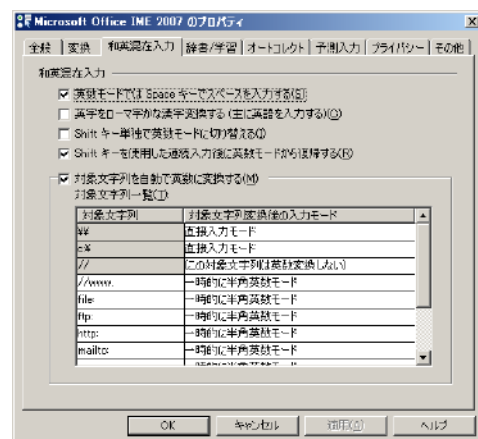 Microsoft Office IME 2007 のプロパティ
全般 変換 和英混在入力 辞書/学習 オートコレクト 予測入力 プライバシー その他
和英混在入力
英数モードでは Space キーでスペースを入力する(S)
英字をローマ字かな漢字変換する (主に英語を入力する)(O)
Shift キー単独で英数モードに切り替える(I)
Shift キーを使用した連続入力後に英数モードから復帰する(R)
対象文字列を自動で英数に変換する(M)
対象文字列一覧(T):
対象文字列 対象文字列変換後の入力モード
¥¥ 直接入力モード
c:¥ 直接入力モード
// (この対象文字列は英数変換しない)
//www. 一時的に半角英数モード
file: 一時的に半角英数モード
ftp: 一時的に半角英数モード
http: 一時的に半角英数モード
mailto: 一時的に半角英数モード
OK キャンセル 適用(A) ヘルプ